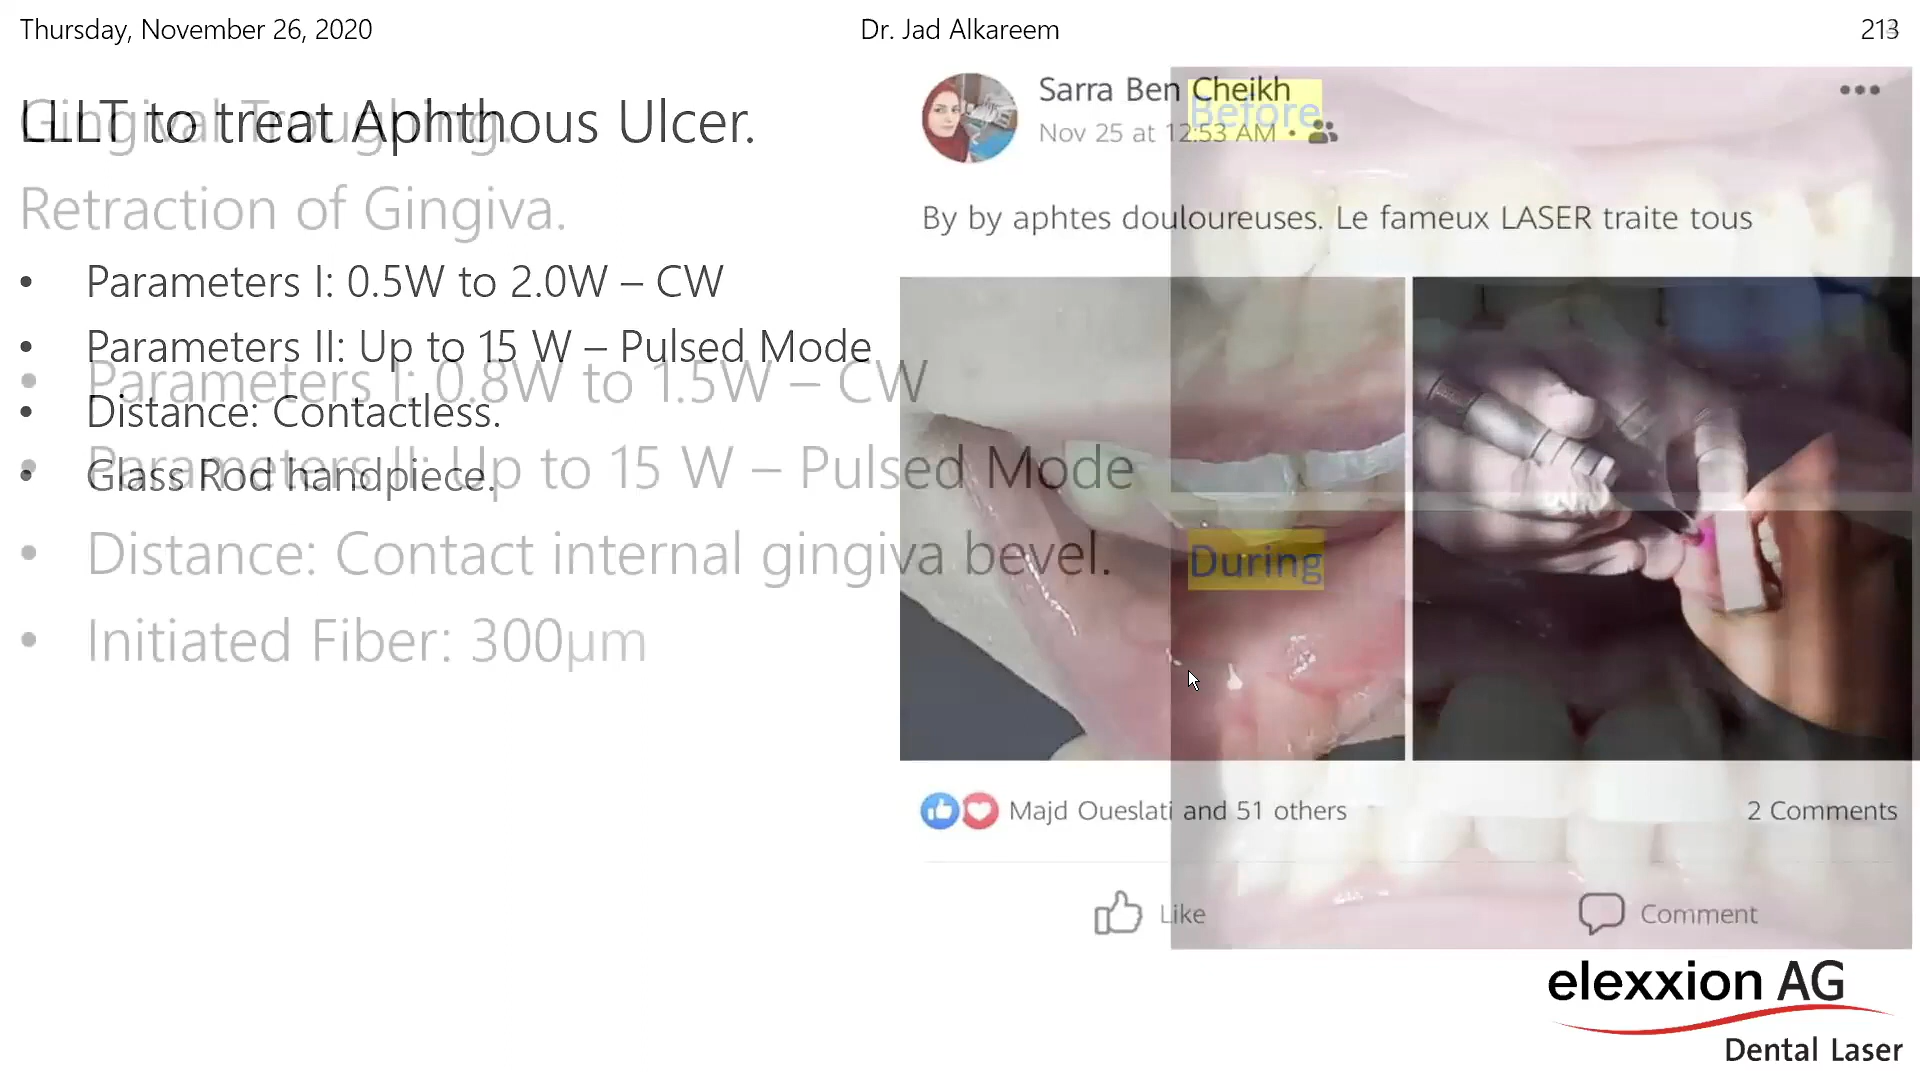 Thursday, November 26, 2020
Dr. Jad Alkareem
213
LLLT to treat Aphthous Ulcer.
Gingival Troughing.
Retraction of Gingiva.
• Parameters I: 0.5W to 2.0W – CW
• Parameters II: Up to 15 W – Pulsed Mode
• Distance: Contactless.
• Glass Rod handpiece.
• Parameters I: 0.8W to 1.5W – CW
• Parameters II: Up to 15 W – Pulsed Mode
• Distance: Contact internal gingiva bevel.
• Initiated Fiber: 300µm
Sarra Ben Cheikh
Nov 25 at 12:53 AM •
Before
By by aphtes douloureuses. Le fameux LASER traite tous
During
Majd Oueslati and 51 others
2 Comments
Like
Comment
elexxion AG
Dental Laser